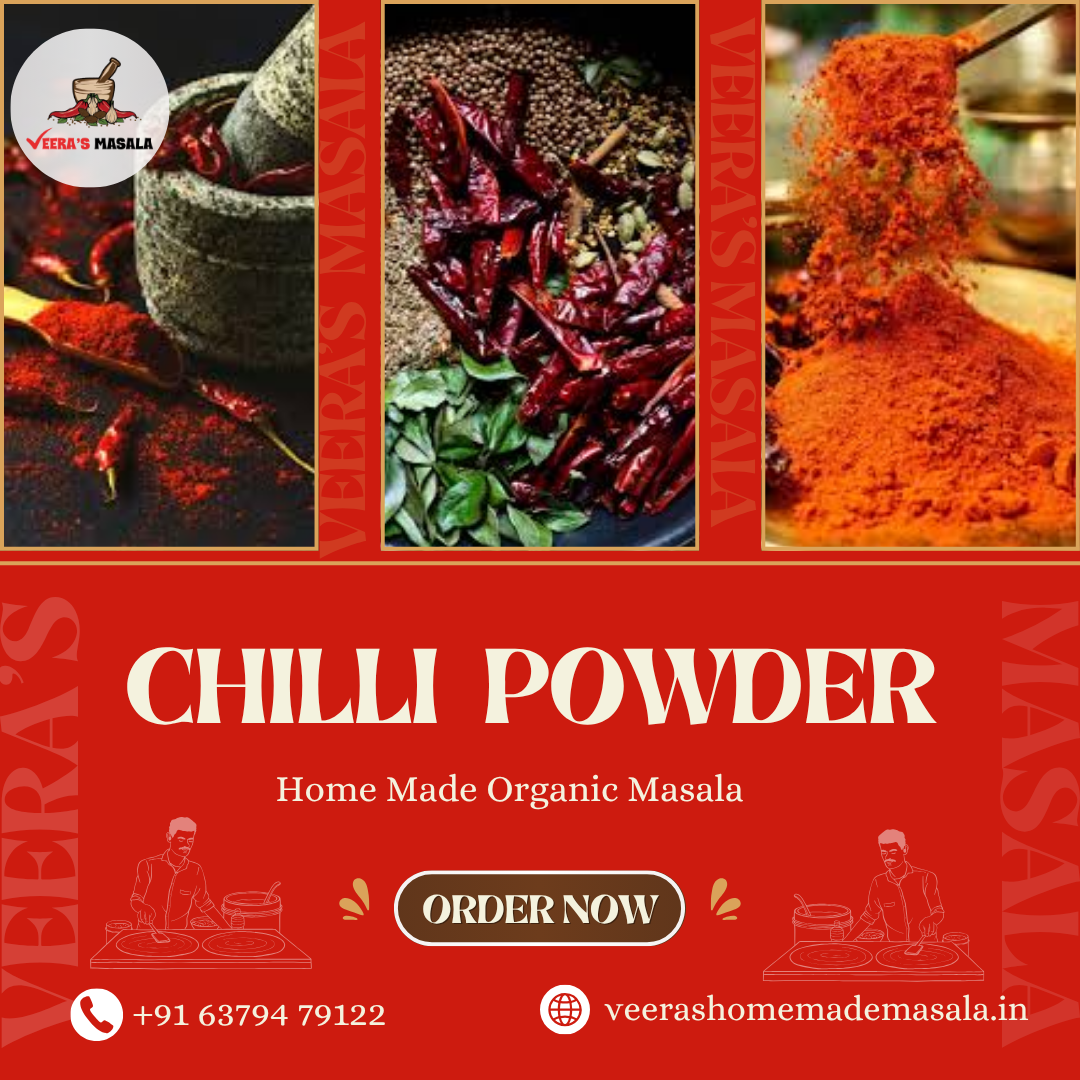 VEERA'S MASALA
VEERA'S MASALA
VEERA'S MASALA
CHILLI POWDER
Home Made Organic Masala
VEERA'S
MASALA
ORDER NOW
+91 63794 79122
veerashomemademasala.in